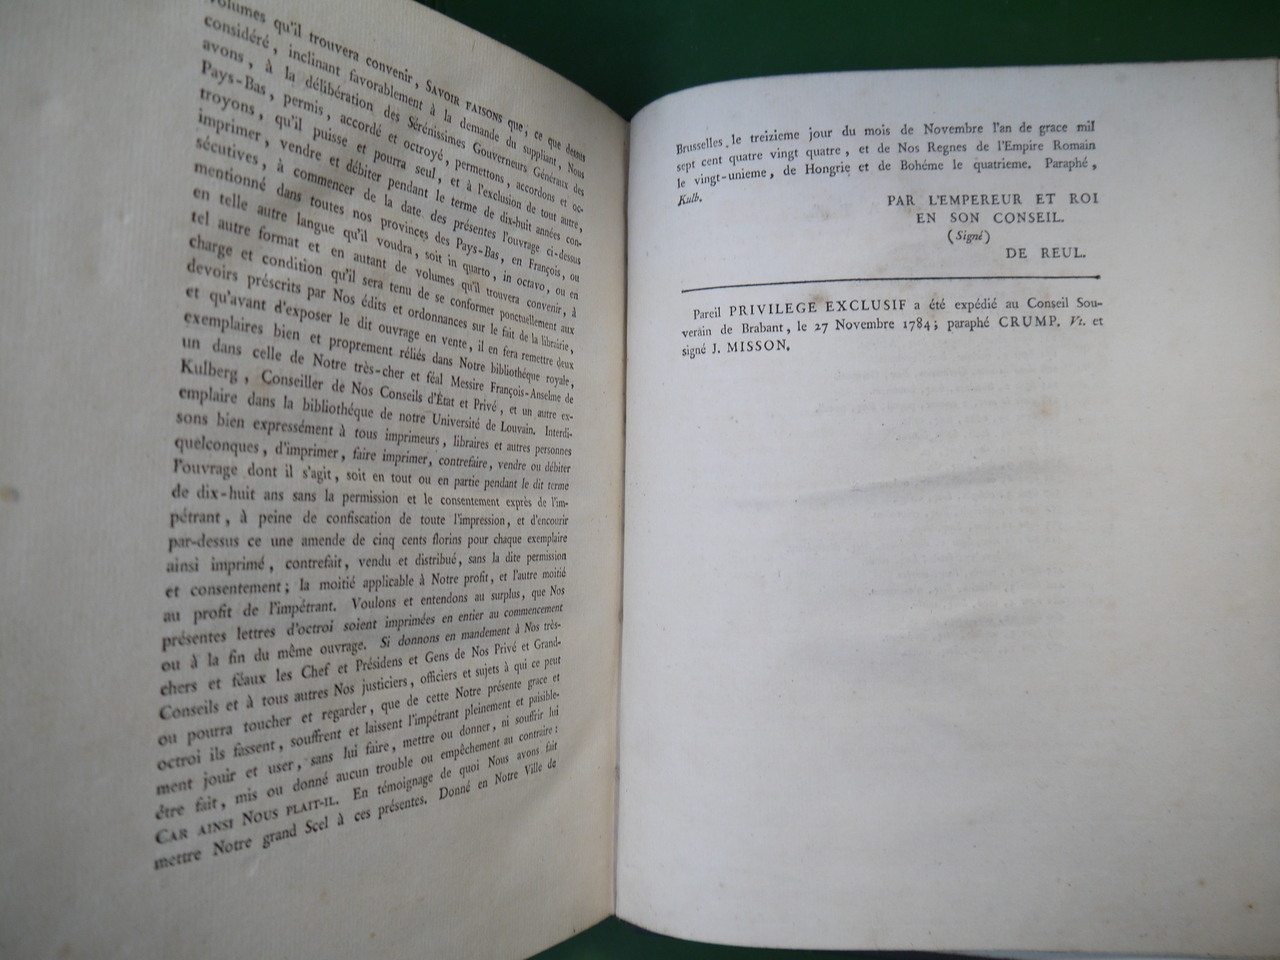 volumes qu'il trouvera convenir, SAVOIR FAISONS que, ce que dessus
considéré, inclinant favorablement à la demande du suppliant, Nous
avons, à la délibération des Sérénissimes Gouverneurs Généraux des
Pays-Bas, permis, accordé et octroyé, permettons, accordons et oc-
troyons, qu'il puisse et pourra seul, et à l'exclusion de tout autre,
imprimer, vendre et débiter pendant le terme de dix-huit années con-
sécutives, à commencer de la date des présentes l'ouvrage ci-dessus
mentionné dans toutes nos provinces des Pays-Bas, en François, ou
en telle autre langue qu'il voudra, soit in quarto, in octavo, ou en
tel autre format et en autant de volumes qu'il trouvera convenir, à
charge et condition qu'il sera tenu de se conformer ponctuellement aux
devoirs préscrits par Nos édits et ordonnances sur le fait de la librairie,
et qu'avant d'exposer le dit ouvrage en vente, il en fera remettre deux
exemplaires bien et proprement réliés dans Notre bibliothéque royale,
un dans celle de Notre très-cher et féal Messire François-Anselme de
Kulberg, Conseiller de Nos Conseils d'État et Privé, et un autre ex-
emplaire dans la bibliothéque de notre Université de Louvain. Interdi-
sons bien expressément à tous imprimeurs, libraires et autres personnes
quelconques, d'imprimer, faire imprimer, contrefaire, vendre ou débiter
l'ouvrage dont il s'agit, soit en tout ou en partie pendant le dit terme
de dix-huit ans sans la permission et le consentement exprès de l'im-
pétrant, à peine de confiscation de toute l'impression, et d'encourir
par-dessus ce une amende de cinq cents florins pour chaque exemplaire
ainsi imprimé, contrefait, vendu et distribué, sans la dite permission
et consentement; la moitié applicable à Notre profit, et l'autre moitié
au profit de l'impétrant. Voulons et entendons au surplus, que Nos
présentes lettres d'octroi soient imprimées en entier au commencement
ou à la fin du même ouvrage. Si donnons en mandement à Nos très-
chers et féaux les Chef et Présidens et Gens de Nos Privé et Grand-
Conseils et à tous autres Nos justiciers, officiers et sujets à qui ce peut
ou pourra toucher et regarder, que de cette Notre présente grace et
octroi ils fassent, souffrent et laissent l'impétrant pleinement et paisible-
ment jouir et user, sans lui faire, mettre ou donner, ni souffrir lui
être fait, mis ou donné aucun trouble ou empêchement au contraire:
CAR AINSI NOUS PLAIT-IL. En témoignage de quoi Nous avons fait
mettre Notre grand Scel à ces présentes. Donné en Notre Ville de
Brusselles, le treizieme jour du mois de Novembre l'an de grace mil
sept cent quatre vingt quatre, et de Nos Regnes de l'Empire Romain
le vingt-unieme, de Hongrie et de Bohéme le quatrieme. Paraphé,
Kulb.
PAR L'EMPEREUR ET ROI
EN SON CONSEIL.
(Signé)
DE REUL.
Pareil PRIVILEGE EXCLUSIF a été expédié au Conseil Sou-
verain de Brabant, le 27 Novembre 1784; paraphé CRUMP. Vt. et
signé J. MISSON.